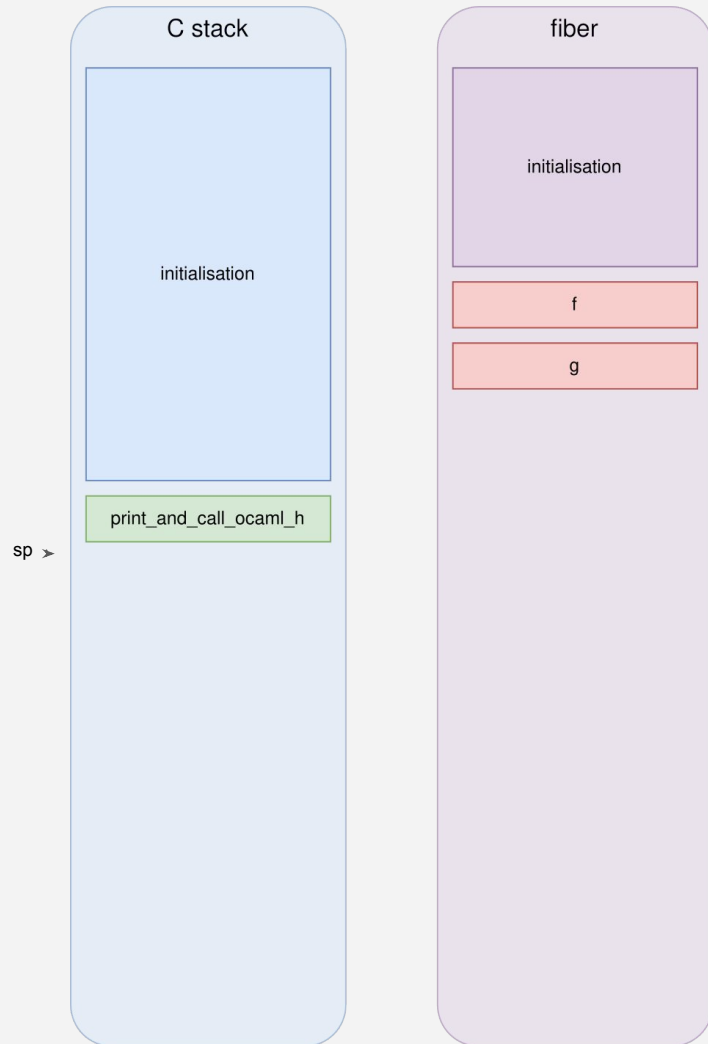 C stack
initialisation
print_and_call_ocaml_h
sp
fiber
initialisation
f
g